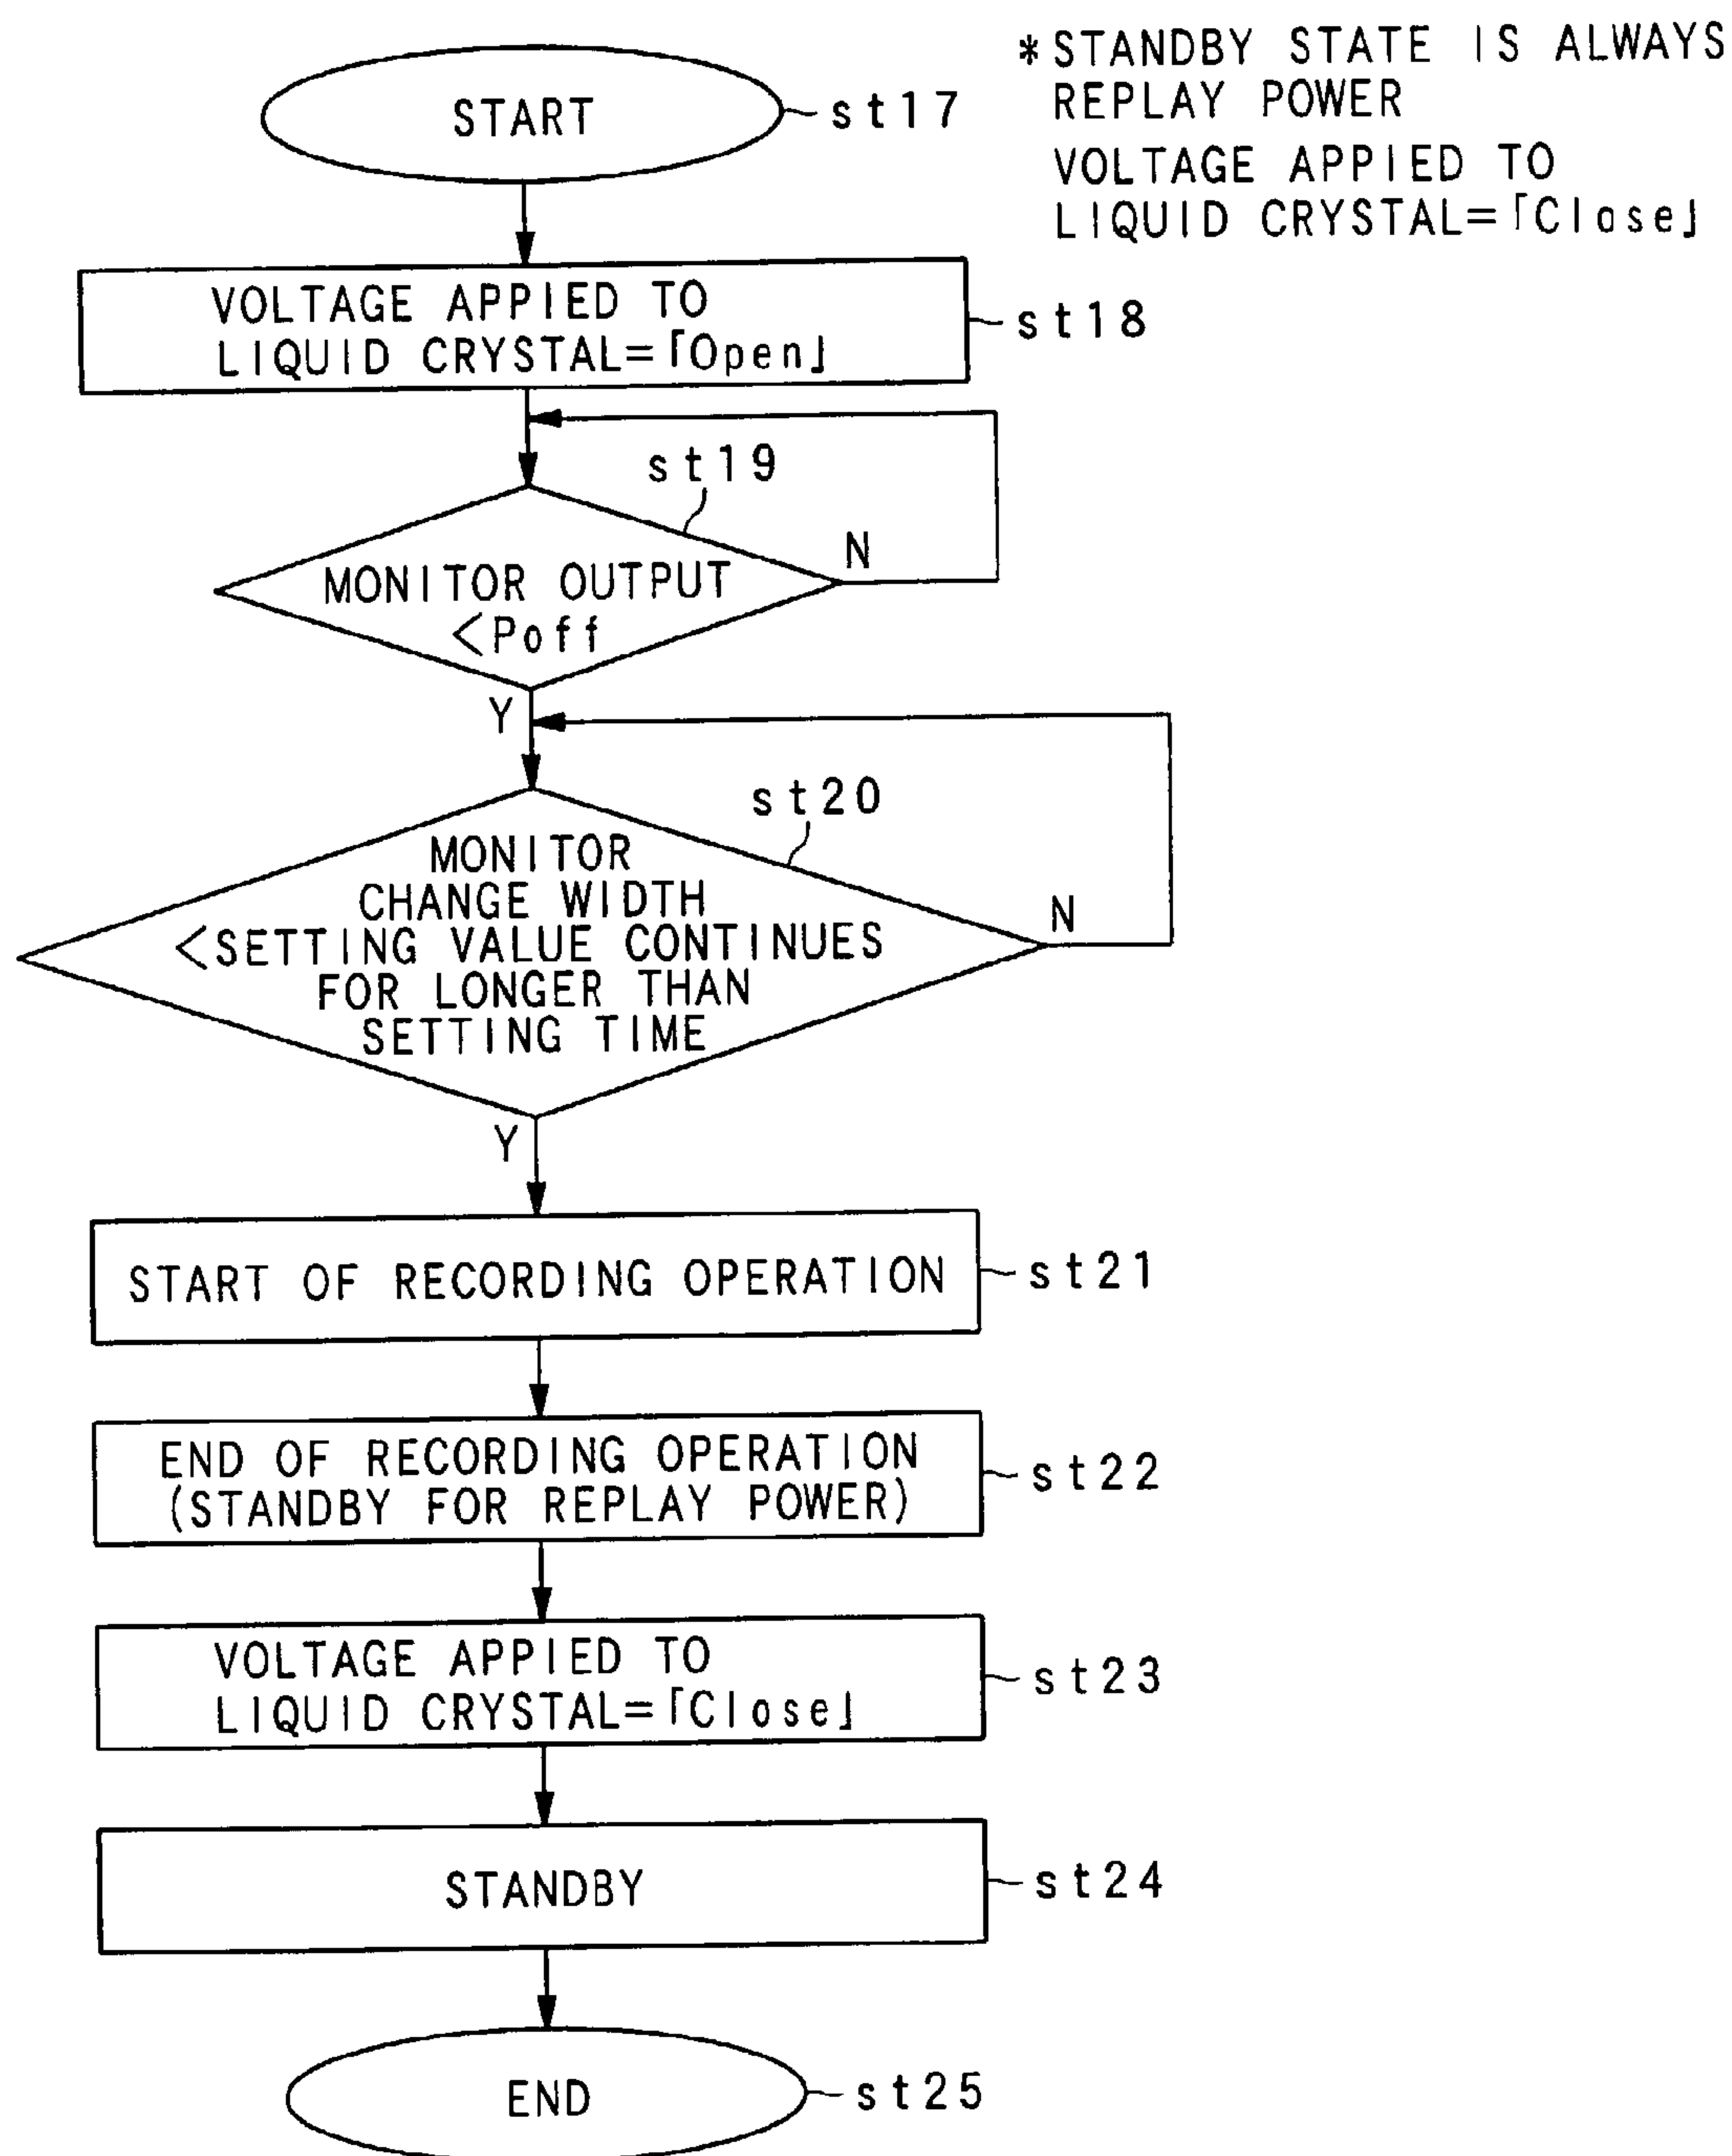 *STANDBY STATE IS ALWAYS
REPLAY POWER
VOLTAGE APPIED TO
LIQUID CRYSTAL=「Close」
START
st17
VOLTAGE APPIED TO
LIQUID CRYSTAL=「Open」
st18
st19
N
MONITOR OUTPUT
<Poff
Y
st20
MONITOR
CHANGE WIDTH
<SETTING VALUE CONTINUES
FOR LONGER THAN
SETTING TIME
N
Y
START OF RECORDING OPERATION
st21
END OF RECORDING OPERATION
(STANDBY FOR REPLAY POWER)
st22
VOLTAGE APPIED TO
LIQUID CRYSTAL=「Close」
st23
STANDBY
st24
END
st25